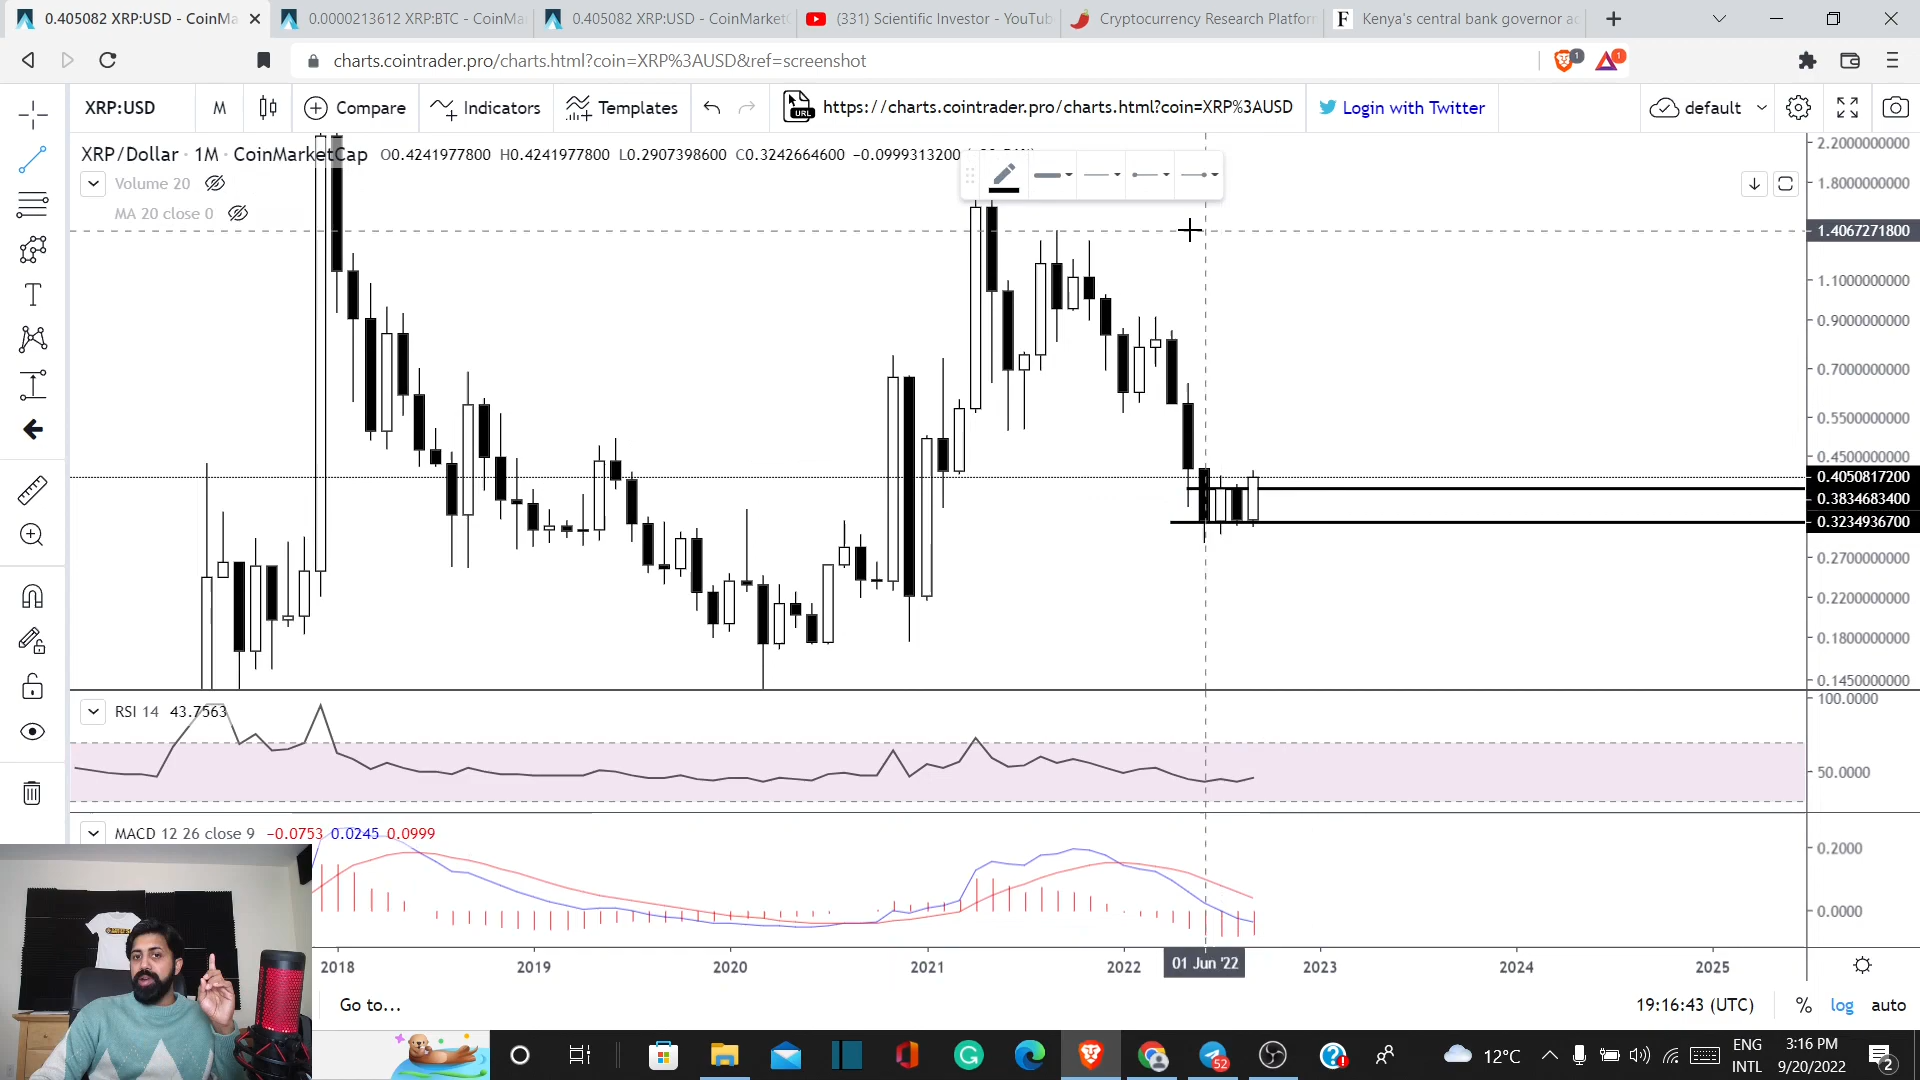 0.405082 XRP:USD - CoinMa
0.0000213612 XRP:BTC - CoinMa
0.405082 XRP:USD - CoinMarketC
(331) Scientific Investor - YouTub
Cryptocurrency Research Platforr
Kenya's central bank governor ac
charts.cointrader.pro/charts.html?coin=XRP%3AUSD&ref=screenshot
1
1
XRP:USD
M
Compare
Indicators
Templates
URL
https://charts.cointrader.pro/charts.html?coin=XRP%3AUSD
Login with Twitter
default
XRP/Dollar · 1M · CoinMarketCap O0.4241977800 H0.4241977800 L0.2907398600 C0.3242664600 −0.0999313200
Volume 20
MA 20 close 0
2.2000000000
1.8000000000
1.4067271800
1.1000000000
0.9000000000
0.7000000000
0.5500000000
0.4500000000
0.4050817200
0.3834683400
0.3234936700
0.2700000000
0.2200000000
0.1800000000
0.1450000000
RSI 14 43.7563
100.0000
50.0000
MACD 12 26 close 9 −0.0753 0.0245 0.0999
0.2000
0.0000
2018
2019
2020
2021
2022
01 Jun '22
2023
2024
2025
Go to...
19:16:43 (UTC)
%
log
auto
52
12°C
ENG
INTL
3:16 PM
9/20/2022
2